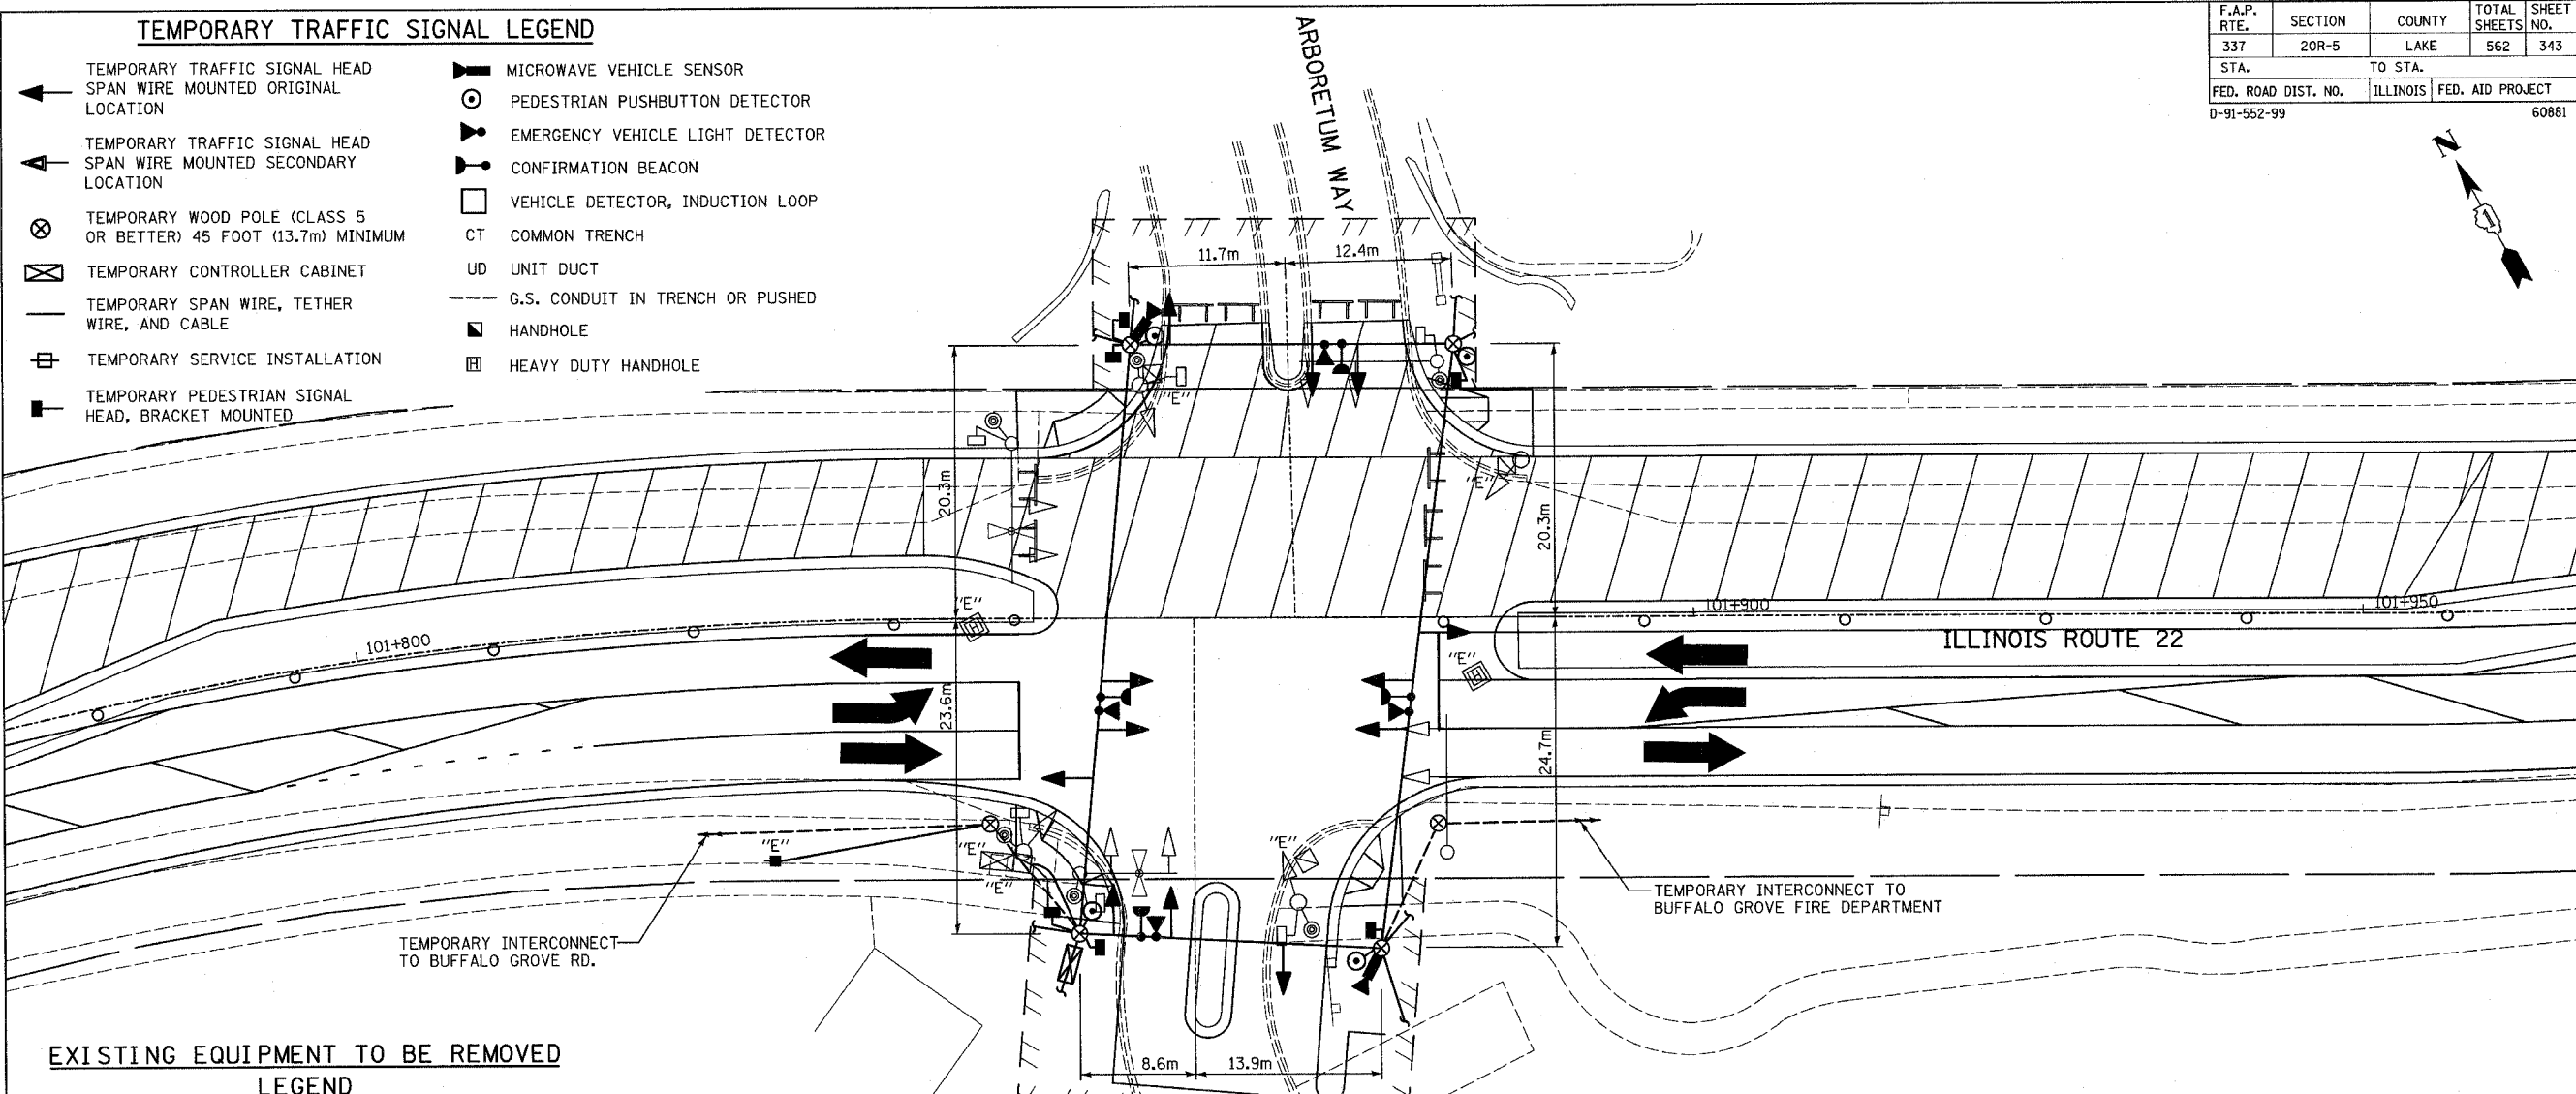 TEMPORARY TRAFFIC SIGNAL LEGEND
TEMPORARY TRAFFIC SIGNAL HEAD
SPAN WIRE MOUNTED ORIGINAL
LOCATION
TEMPORARY TRAFFIC SIGNAL HEAD
SPAN WIRE MOUNTED SECONDARY
LOCATION
TEMPORARY WOOD POLE (CLASS 5
OR BETTER) 45 FOOT (13.7m) MINIMUM
TEMPORARY CONTROLLER CABINET
TEMPORARY SPAN WIRE, TETHER
WIRE, AND CABLE
TEMPORARY SERVICE INSTALLATION
TEMPORARY PEDESTRIAN SIGNAL
HEAD, BRACKET MOUNTED
MICROWAVE VEHICLE SENSOR
PEDESTRIAN PUSHBUTTON DETECTOR
EMERGENCY VEHICLE LIGHT DETECTOR
CONFIRMATION BEACON
VEHICLE DETECTOR, INDUCTION LOOP
CT COMMON TRENCH
UD UNIT DUCT
G.S. CONDUIT IN TRENCH OR PUSHED
HANDHOLE
H HEAVY DUTY HANDHOLE
ARBORETUM WAY
F.A.P. RTE. SECTION COUNTY TOTAL SHEETS SHEET NO.
337 20R-5 LAKE 562 343
STA. TO STA.
FED. ROAD DIST. NO. ILLINOIS FED. AID PROJECT
D-91-552-99 60881
N
1
11.7m 12.4m
"E"
20.3m
"E"
20.3m
"E"
H
101+800
101+900
101+950
ILLINOIS ROUTE 22
"E"
H
23.6m
24.7m
"E"
"E"
"E"
"E"
TEMPORARY INTERCONNECT
TO BUFFALO GROVE RD.
TEMPORARY INTERCONNECT TO
BUFFALO GROVE FIRE DEPARTMENT
8.6m 13.9m
EXISTING EQUIPMENT TO BE REMOVED
LEGEND